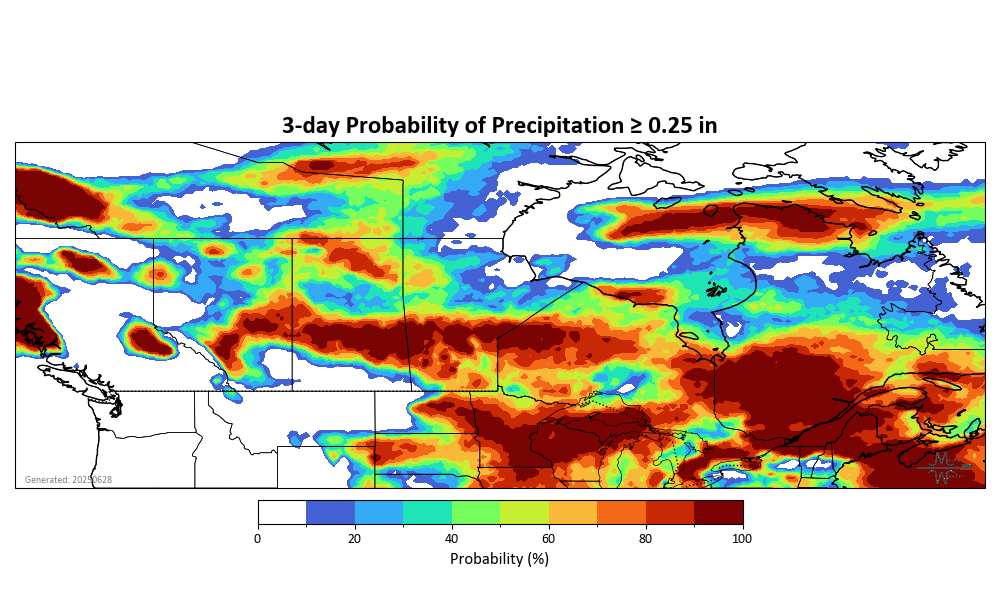 3-day Probability of Precipitation ≥ 0.25 in
Generated: 20250628
0 20 40 60 80 100
Probability (%)